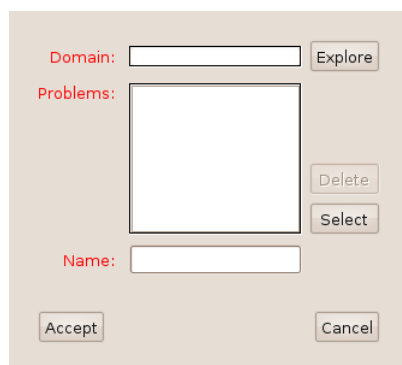 Domain: Explore
Problems:
Delete
Select
Name:
Accept Cancel